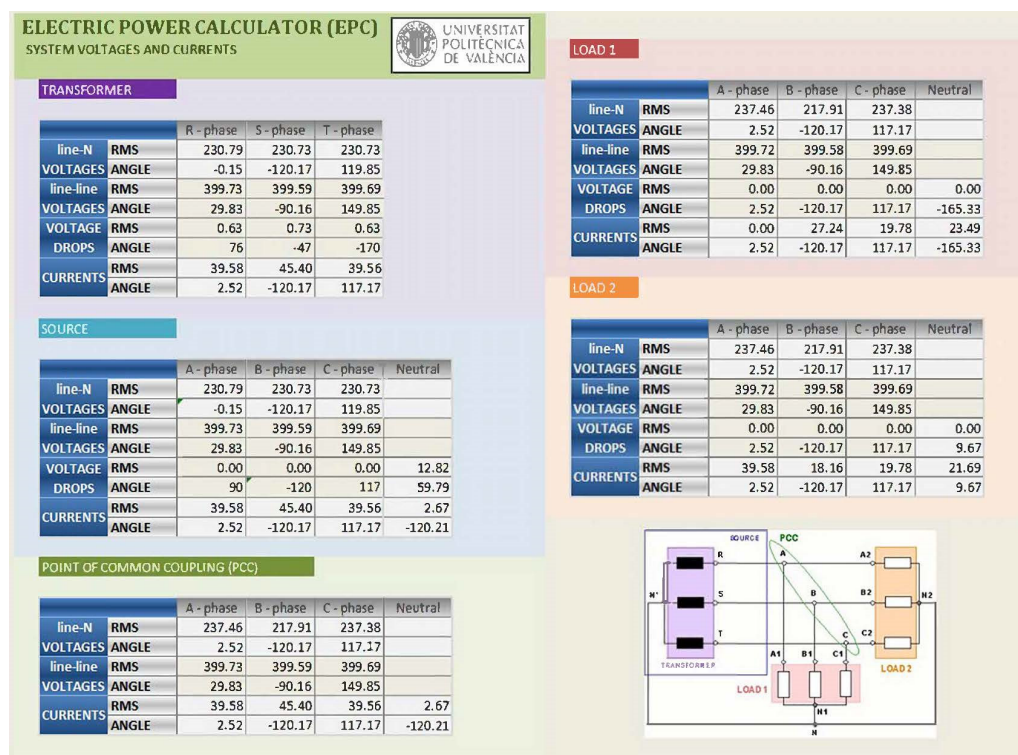 ELECTRIC POWER CALCULATOR (EPC)
SYSTEM VOLTAGES AND CURRENTS
UNIVERSITAT
POLITÈCNICA
DE VALÈNCIA
TRANSFORMER
R - phase S - phase T - phase
line-N RMS 230.79 230.73 230.73
VOLTAGES ANGLE -0.15 -120.17 119.85
line-line RMS 399.73 399.59 399.69
VOLTAGES ANGLE 29.83 -90.16 149.85
VOLTAGE RMS 0.63 0.73 0.63
DROPS ANGLE 76 -47 -170
CURRENTS RMS 39.58 45.40 39.56
ANGLE 2.52 -120.17 117.17
SOURCE
A - phase B - phase C - phase Neutral
line-N RMS 230.79 230.73 230.73
VOLTAGES ANGLE -0.15 -120.17 119.85
line-line RMS 399.73 399.59 399.69
VOLTAGES ANGLE 29.83 -90.16 149.85
VOLTAGE RMS 0.00 0.00 0.00 12.82
DROPS ANGLE 90 -120 117 59.79
CURRENTS RMS 39.58 45.40 39.56 2.67
ANGLE 2.52 -120.17 117.17 -120.21
POINT OF COMMON COUPLING (PCC)
A - phase B - phase C - phase Neutral
line-N RMS 237.46 217.91 237.38
VOLTAGES ANGLE 2.52 -120.17 117.17
line-line RMS 399.73 399.59 399.69
VOLTAGES ANGLE 29.83 -90.16 149.85
CURRENTS RMS 39.58 45.40 39.56 2.67
ANGLE 2.52 -120.17 117.17 -120.21
LOAD 1
A - phase B - phase C - phase Neutral
line-N RMS 237.46 217.91 237.38
VOLTAGES ANGLE 2.52 -120.17 117.17
line-line RMS 399.72 399.58 399.69
VOLTAGES ANGLE 29.83 -90.16 149.85
VOLTAGE RMS 0.00 0.00 0.00 0.00
DROPS ANGLE 2.52 -120.17 117.17 -165.33
CURRENTS RMS 0.00 27.24 19.78 23.49
ANGLE 2.52 -120.17 117.17 -165.33
LOAD 2
A - phase B - phase C - phase Neutral
line-N RMS 237.46 217.91 237.38
VOLTAGES ANGLE 2.52 -120.17 117.17
line-line RMS 399.72 399.58 399.69
VOLTAGES ANGLE 29.83 -90.16 149.85
VOLTAGE RMS 0.00 0.00 0.00 0.00
DROPS ANGLE 2.52 -120.17 117.17 9.67
CURRENTS RMS 39.58 18.16 19.78 21.69
ANGLE 2.52 -120.17 117.17 9.67
SOURCE PCC
R A A2
N' S B B2 N2
T C C2
TRANSFORMER A1 B1 C1 LOAD 2
LOAD 1
N1
N